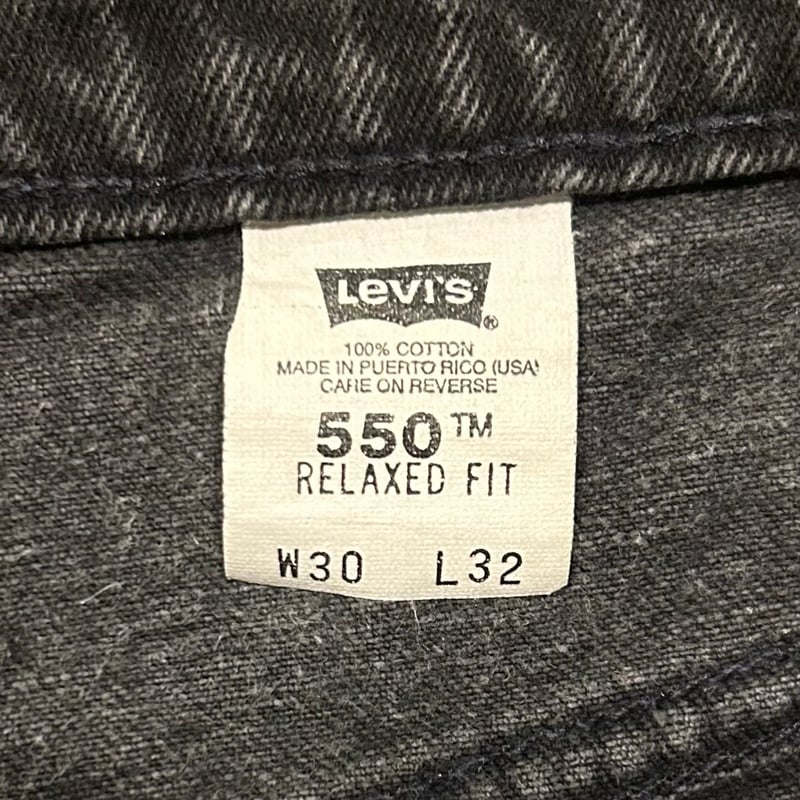 Levi's®
100% COTTON
MADE IN PUERTO RICO (USA)
CARE ON REVERSE
550™
RELAXED FIT
W30 L32